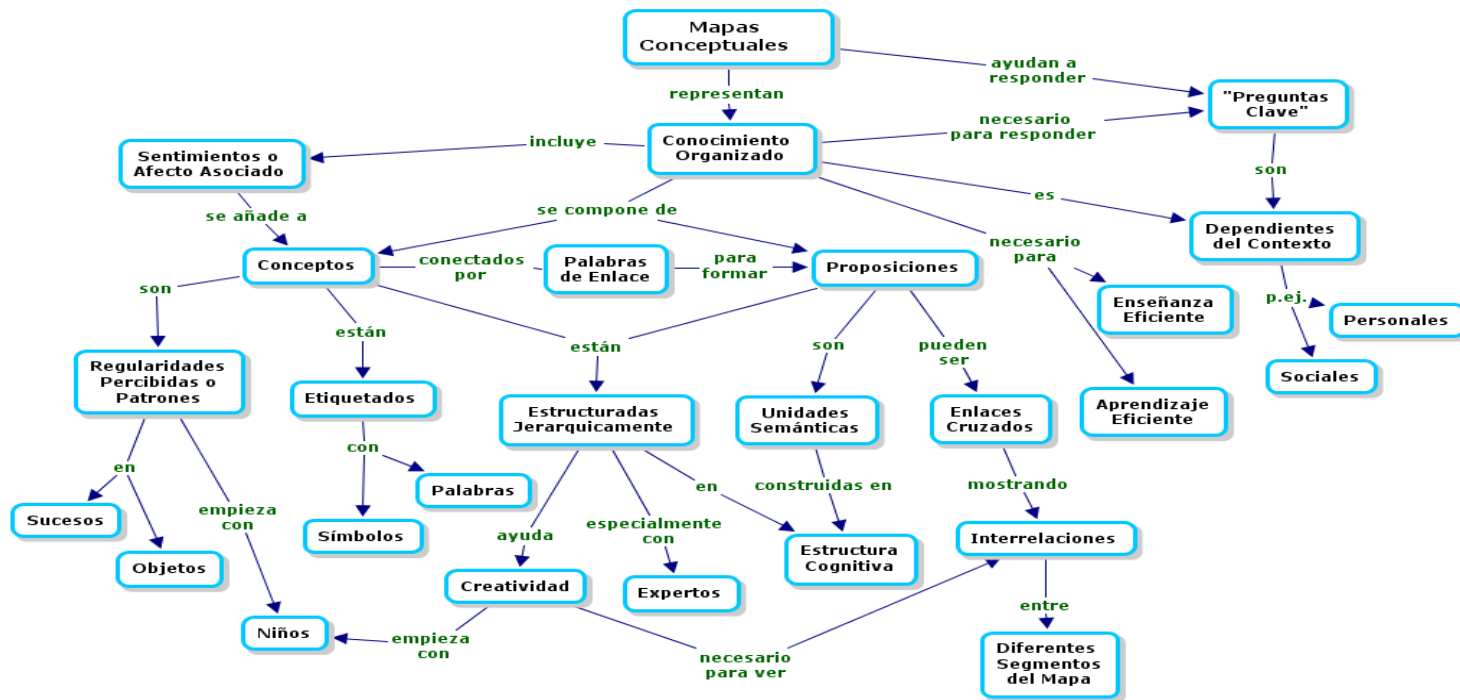 Mapas
Conceptuales
ayudan a
responder
representan
"Preguntas
Clave"
necesario
para responder
Conocimiento
Organizado
incluye
Sentimientos o
Afecto Asociado
son
es
se añade a
se compone de
Dependientes
del Contexto
necesario
para
Conceptos
conectados
por
Palabras
de Enlace
para
formar
Proposiciones
Enseñanza
Eficiente
p.ej.
Personales
son
están
están
son
pueden
ser
Regularidades
Percibidas o
Patrones
Etiquetados
Sociales
Estructuradas
Jerarquicamente
Unidades
Semánticas
Enlaces
Cruzados
Aprendizaje
Eficiente
en
con
Palabras
en
construidas en
mostrando
Sucesos
empieza
con
Símbolos
ayuda
especialmente
con
Interrelaciones
Objetos
Estructura
Cognitiva
Creatividad
Expertos
entre
Niños
empieza
con
necesario
para ver
Diferentes
Segmentos
del Mapa